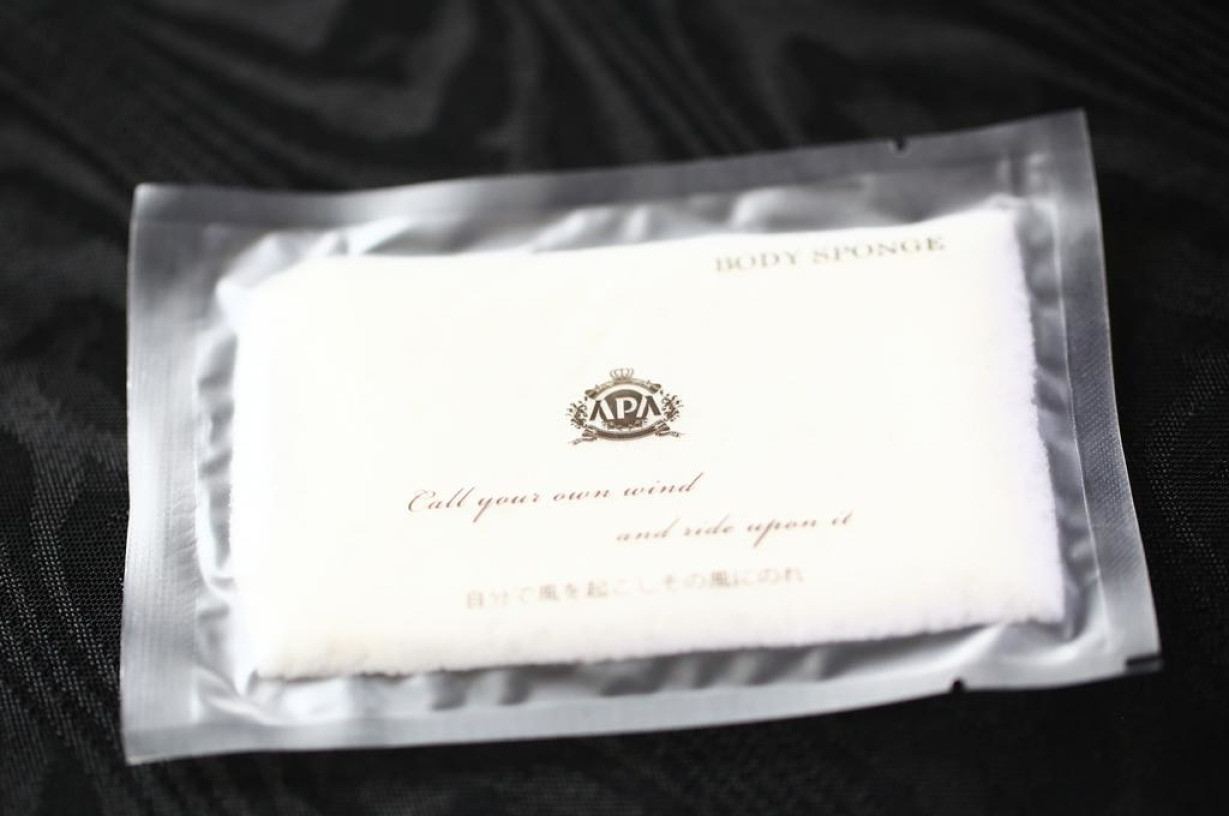 BODY SPONGE
APA
Call your own wind
and ride upon it
自分で風を起こしその風にのれ